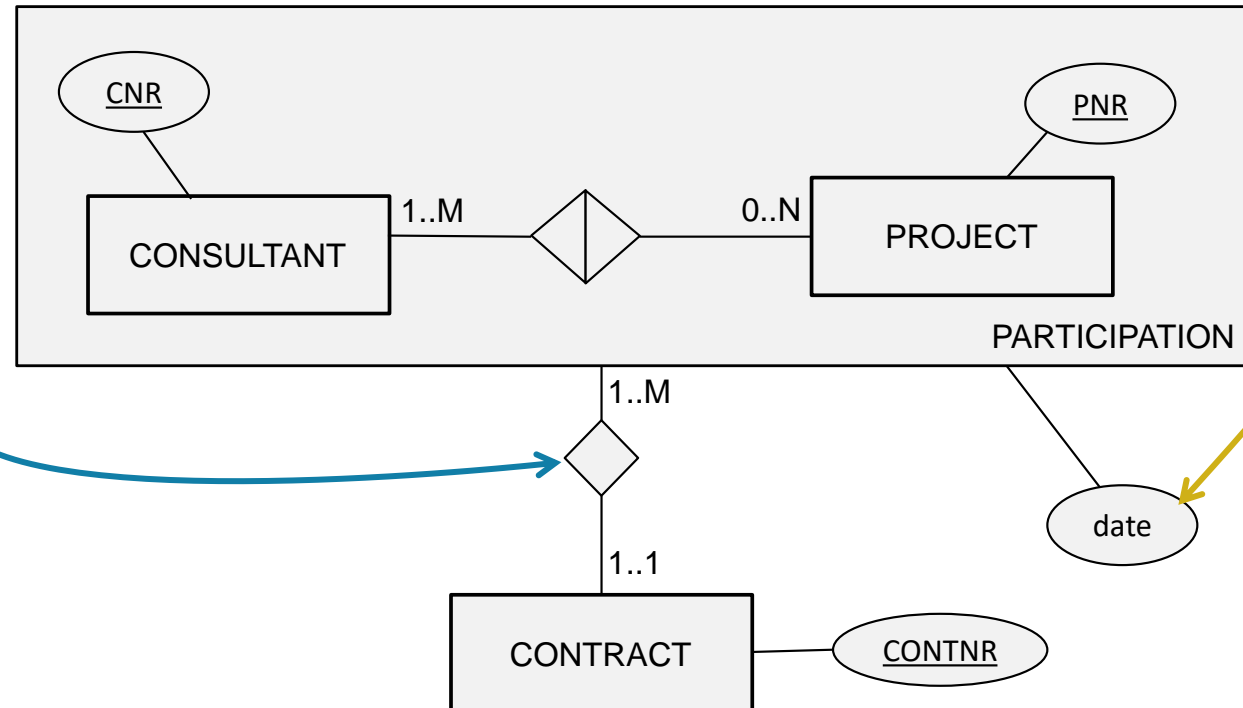 CNR
PNR
1..M
0..N
CONSULTANT
PROJECT
PARTICIPATION
1..M
date
1..1
CONTRACT
CONTNR